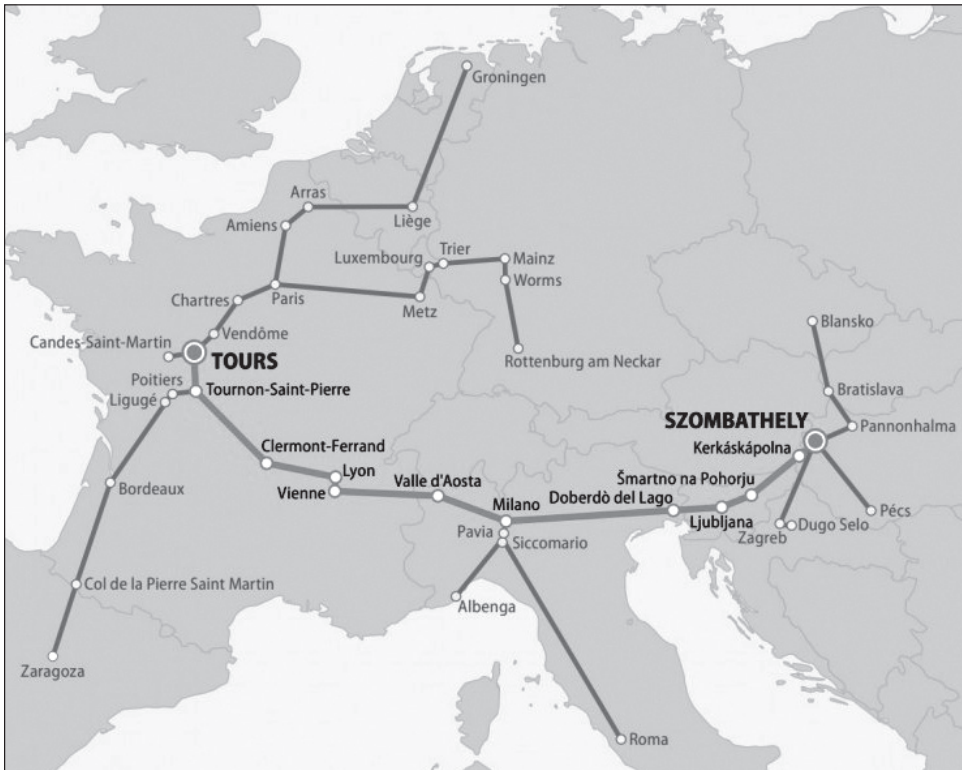 Groningen
Arras
Liège
Amiens
Luxembourg
Trier
Mainz
Worms
Chartres
Paris
Metz
Blansko
Vendôme
Candes-Saint-Martin
TOURS
Rottenburg am Neckar
Poitiers
Tournon-Saint-Pierre
Ligugé
Bratislava
SZOMBATHELY
Pannonhalma
Kerkáskápolna
Clermont-Ferrand
Lyon
Vienne
Valle d'Aosta
Šmartno na Pohorju
Bordeaux
Milano
Doberdò del Lago
Ljubljana
Pécs
Pavia
Siccomario
Zagreb
Dugo Selo
Col de la Pierre Saint Martin
Albenga
Zaragoza
Roma